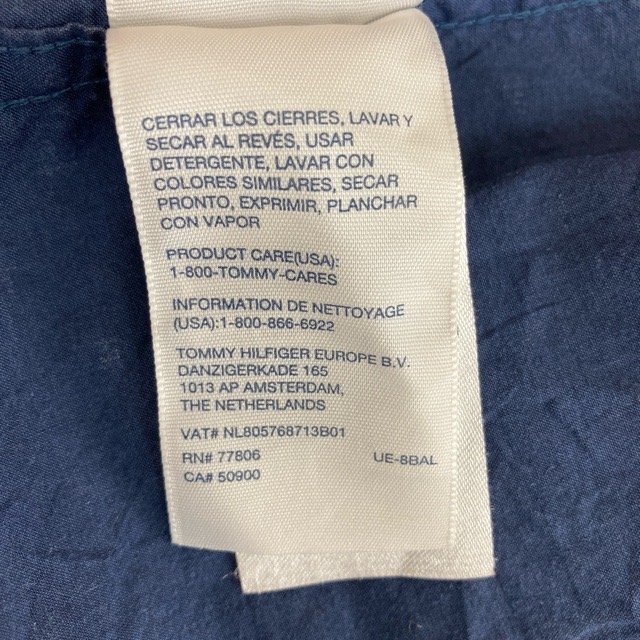 CERRAR LOS CIERRES, LAVAR Y
SECAR AL REVÉS, USAR
DETERGENTE, LAVAR CON
COLORES SIMILARES, SECAR
PRONTO, EXPRIMIR, PLANCHAR
CON VAPOR
PRODUCT CARE(USA):
1-800-TOMMY-CARES
INFORMATION DE NETTOYAGE
(USA):1-800-866-6922
TOMMY HILFIGER EUROPE B.V.
DANZIGERKADE 165
1013 AP AMSTERDAM,
THE NETHERLANDS
VAT# NL805768713B01
RN# 77806 UE-8BAL
CA# 50900